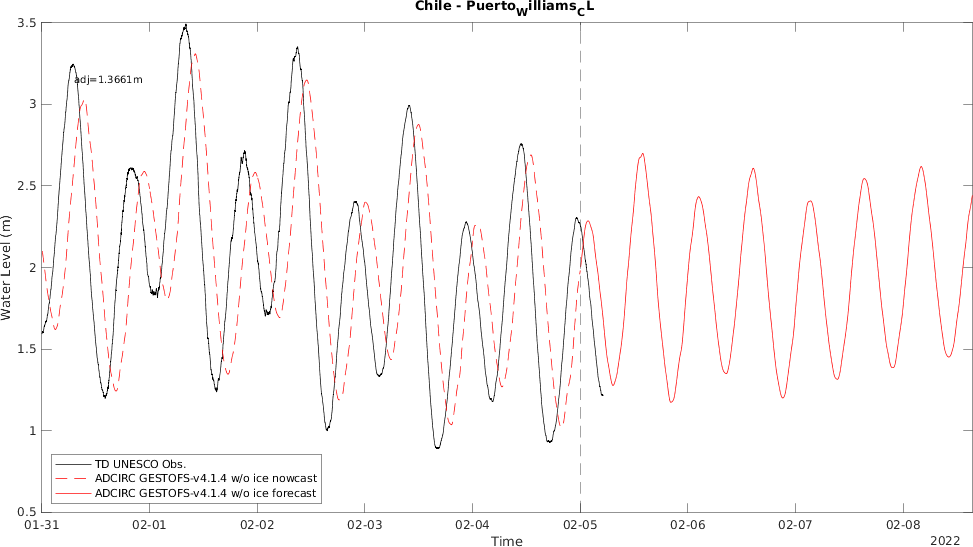 Chile - Puerto_Williams_CL
3.5
adj=1.3661m
3
2.5
2
1.5
1
0.5
Water Level (m)
TD UNESCO Obs.
ADCIRC GESTOFS-v4.1.4 w/o ice nowcast
ADCIRC GESTOFS-v4.1.4 w/o ice forecast
01-31 02-01 02-02 02-03 02-04 02-05 02-06 02-07 02-08
Time
2022